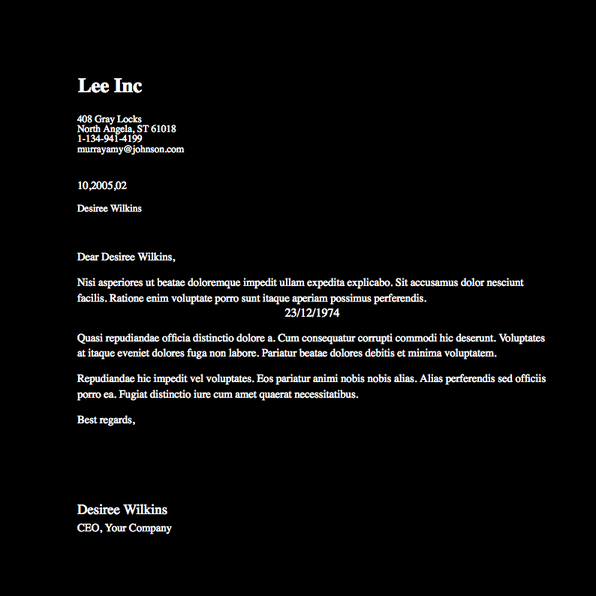 Lee Inc
408 Gray Locks
North Angela, ST 61018
1-134-941-4199
murrayamy@johnson.com
10,2005,02
Desiree Wilkins
Dear Desiree Wilkins,
Nisi asperiores ut beatae doloremque impedit ullam expedita explicabo. Sit accusamus dolor nesciunt
facilis. Ratione enim voluptate porro sunt itaque aperiam possimus perferendis.
23/12/1974
Quasi repudiandae officia distinctio dolore a. Cum consequatur corrupti commodi hic deserunt. Voluptates
at itaque eveniet dolores fuga non labore. Pariatur beatae dolores debitis et minima voluptatem.
Repudiandae hic impedit vel voluptates. Eos pariatur animi nobis nobis alias. Alias perferendis sed officiis
porro ea. Fugiat distinctio iure cum amet quaerat necessitatibus.
Best regards,
Desiree Wilkins
CEO, Your Company